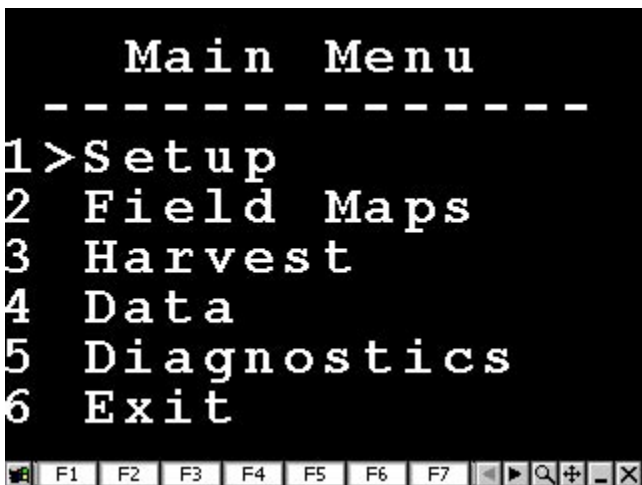 Main Menu
- - - - - - - - - - - - - -
1>Setup
2 Field Maps
3 Harvest
4 Data
5 Diagnostics
6 Exit
F1 F2 F3 F4 F5 F6 F7